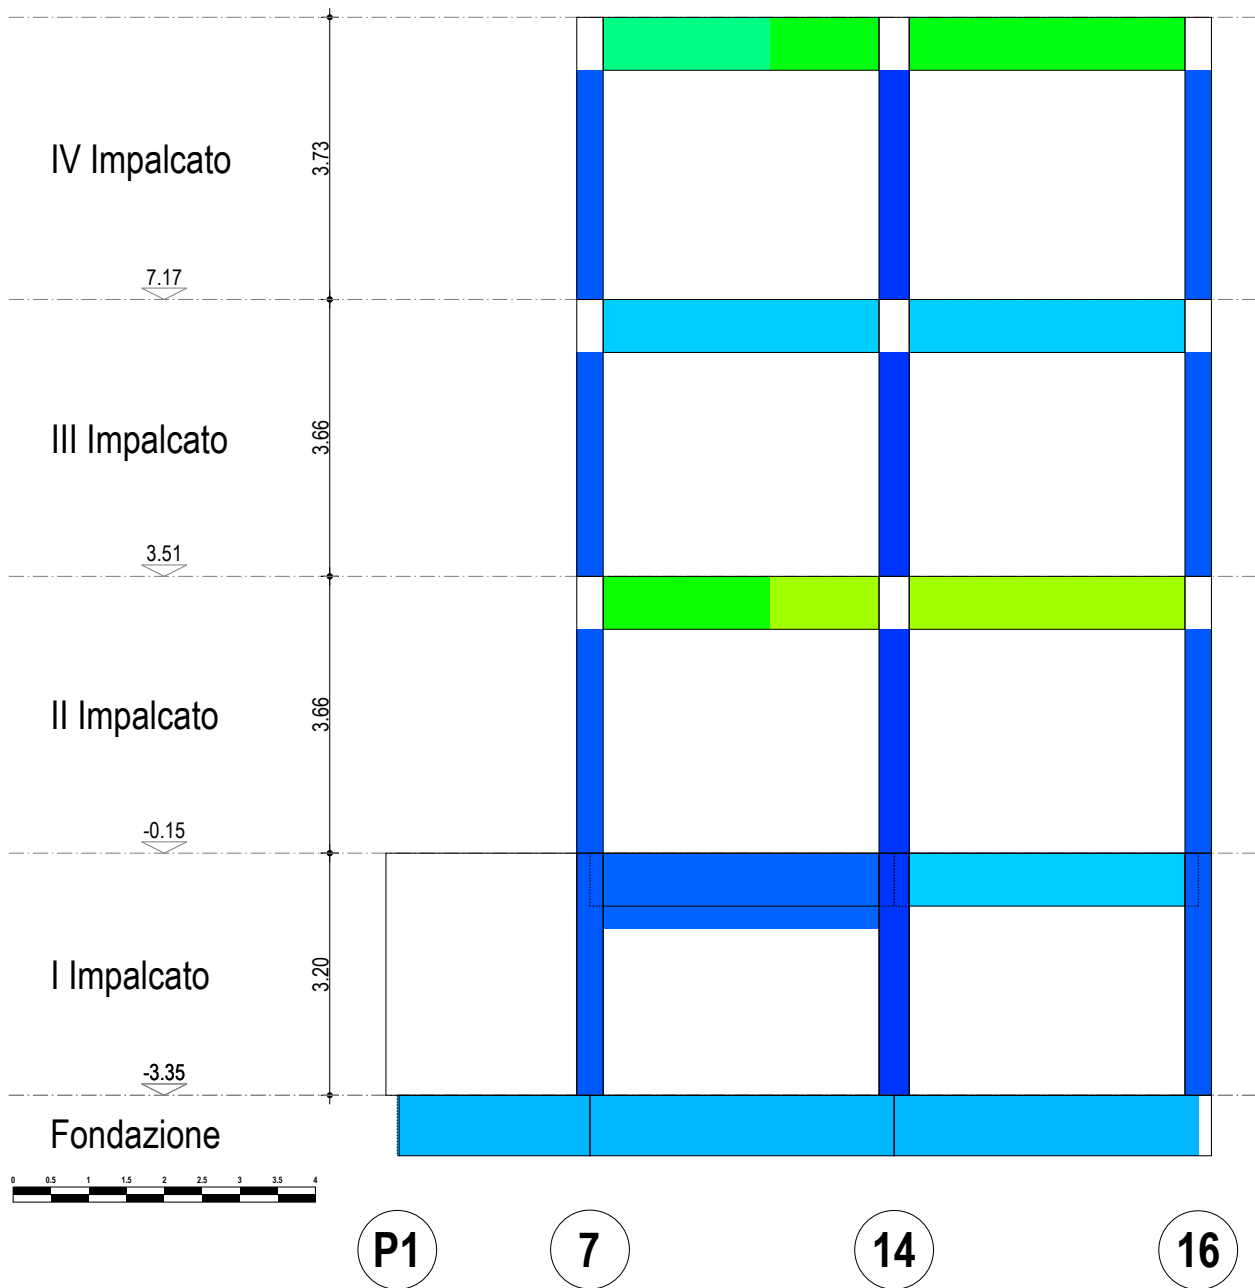 IV Impalcato
3.73
7.17
III Impalcato
3.66
3.51
II Impalcato
3.66
-0.15
I Impalcato
3.20
-3.35
Fondazione
0 0.5 1 1.5 2 2.5 3 3.5 4
P1 7 14 16